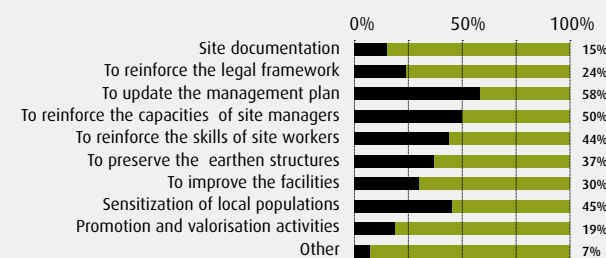 0% 50% 100%
Site documentation 15%
To reinforce the legal framework 24%
To update the management plan 58%
To reinforce the capacities of site managers 50%
To reinforce the skills of site workers 44%
To preserve the earthen structures 37%
To improve the facilities 30%
Sensitization of local populations 45%
Promotion and valorisation activities 19%
Other 7%